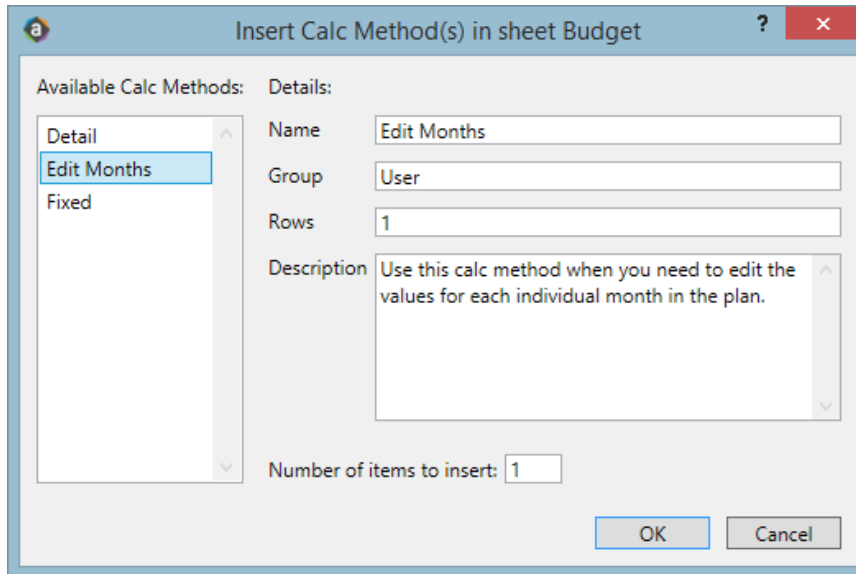 Insert Calc Method(s) in sheet Budget
?
Available Calc Methods:
Detail
Edit Months
Fixed
Details:
Name Edit Months
Group User
Rows 1
Description Use this calc method when you need to edit the
values for each individual month in the plan.
Number of items to insert: 1
OK Cancel